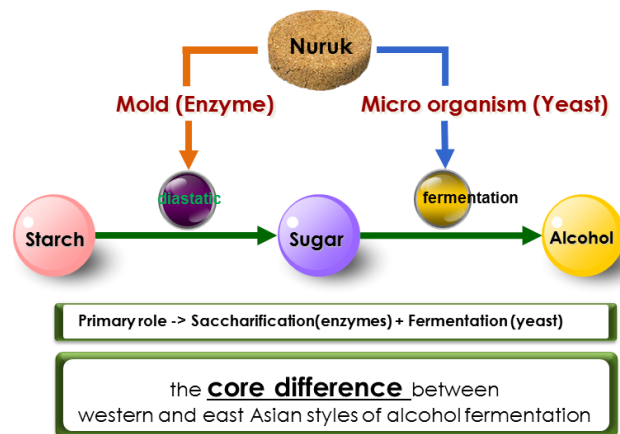 Nuruk
Mold (Enzyme)
Micro organism (Yeast)
diastatic
fermentation
Starch
Sugar
Alcohol
Primary role -> Saccharification(enzymes) + Fermentation (yeast)
the core difference between
western and east Asian styles of alcohol fermentation